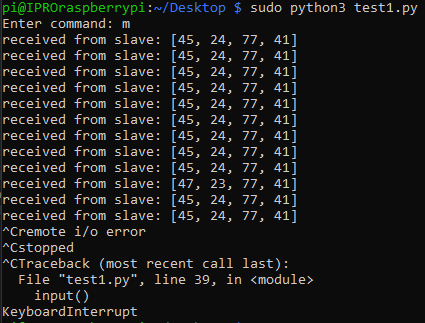 pi@IPROraspberrypi:~/Desktop $ sudo python3 test1.py
Enter command: m
received from slave: [45, 24, 77, 41]
received from slave: [45, 24, 77, 41]
received from slave: [45, 24, 77, 41]
received from slave: [45, 24, 77, 41]
received from slave: [45, 24, 77, 41]
received from slave: [45, 24, 77, 41]
received from slave: [45, 24, 77, 41]
received from slave: [45, 24, 77, 41]
received from slave: [45, 24, 77, 41]
received from slave: [47, 23, 77, 41]
received from slave: [45, 24, 77, 41]
received from slave: [45, 24, 77, 41]
^Cremote i/o error
^Cstopped
^CTraceback (most recent call last):
  File "test1.py", line 39, in <module>
    input()
KeyboardInterrupt